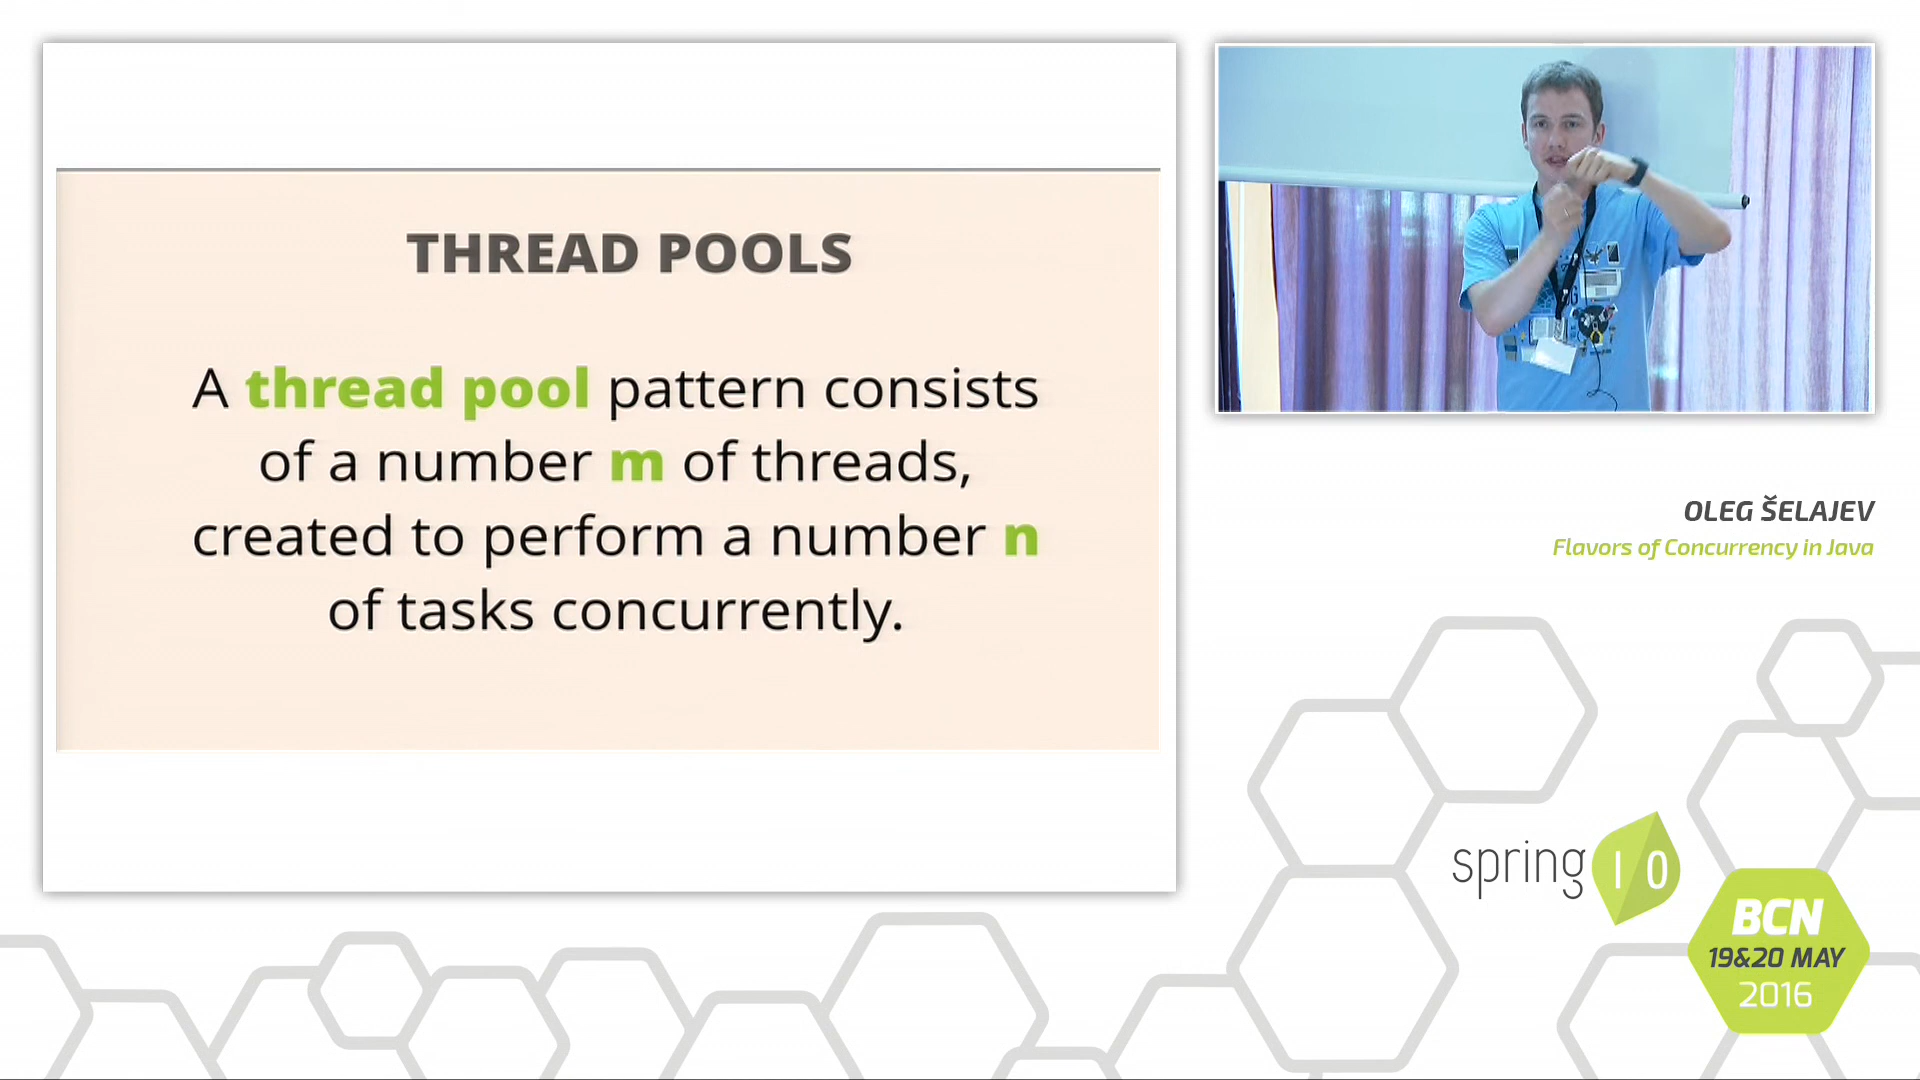 THREAD POOLS
A thread pool pattern consists
of a number m of threads,
created to perform a number n
of tasks concurrently.
OLEG ŠELAJEV
Flavors of Concurrency in Java
spring
I O
BCN
19&20 MAY
2016